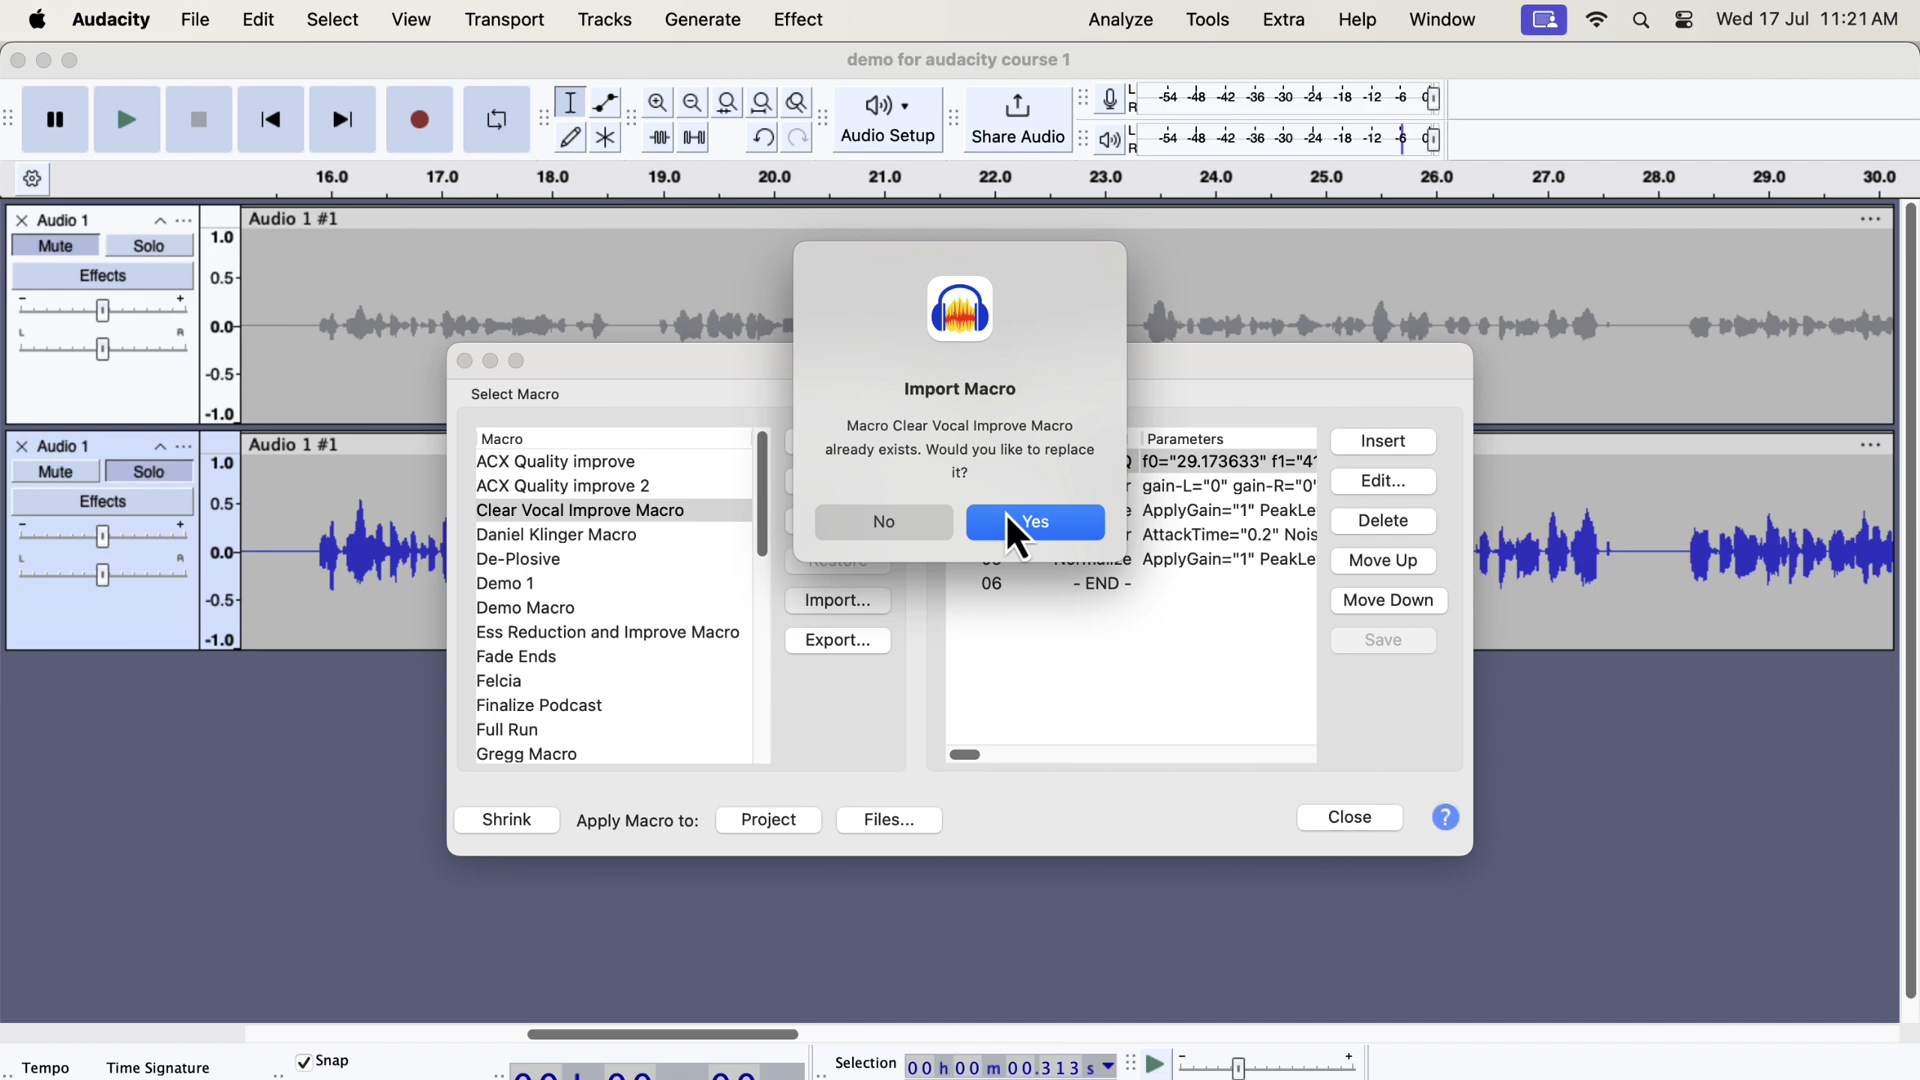 Audacity File Edit Select View Transport Tracks Generate Effect Analyze Tools Extra Help Window Wed 17 Jul 11:21 AM
demo for audacity course 1
Audio Setup
Share Audio
L
R
-54 -48 -42 -36 -30 -24 -18 -12 -6 0
L
R
-54 -48 -42 -36 -30 -24 -18 -12 -6 0
16.0 17.0 18.0 19.0 20.0 21.0 22.0 23.0 24.0 25.0 26.0 27.0 28.0 29.0 30.0
Audio 1
Audio 1 #1
Mute Solo
Effects
- +
L R
1.0
0.5
0.0
-0.5
-1.0
Audio 1
Audio 1 #1
Mute Solo
Effects
- +
L R
1.0
0.5
0.0
-0.5
-1.0
Import Macro
Macro Clear Vocal Improve Macro
already exists. Would you like to replace
it?
No Yes
Select Macro
Macro
ACX Quality improve
ACX Quality improve 2
Clear Vocal Improve Macro
Daniel Klinger Macro
De-Plosive
Demo 1
Demo Macro
Ess Reduction and Improve Macro
Fade Ends
Felcia
Finalize Podcast
Full Run
Gregg Macro
Import...
Export...
Parameters
f0="29.173633" f1="4
gain-L="0" gain-R="0"
ApplyGain="1" PeakLe
AttackTime="0.2" Nois
ApplyGain="1" PeakLe
06 - END -
Insert
Edit...
Delete
Move Up
Move Down
Save
Shrink Apply Macro to: Project Files... Close ?
Tempo Time Signature Snap
Selection 00 h 00 m 00.313 s
- +